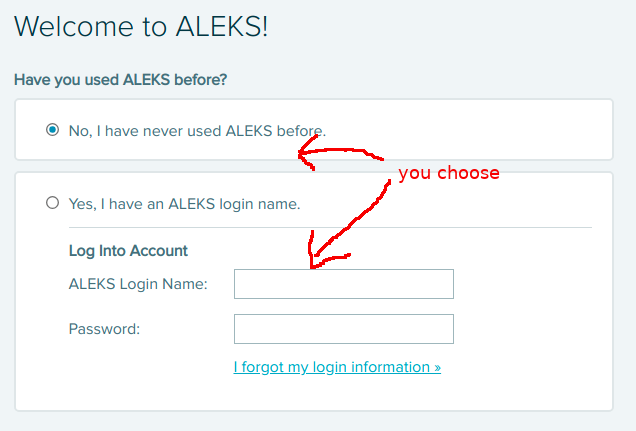 Welcome to ALEKS!
Have you used ALEKS before?
No, I have never used ALEKS before.
you choose
Yes, I have an ALEKS login name.
Log Into Account
ALEKS Login Name:
Password:
I forgot my login information »